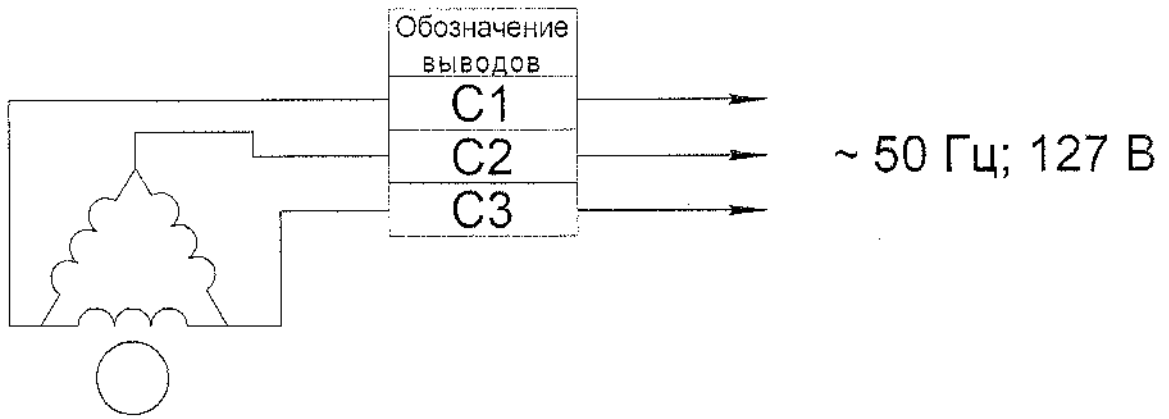 Обозначение
выводов
С1
С2
С3
~ 50 Гц; 127 В